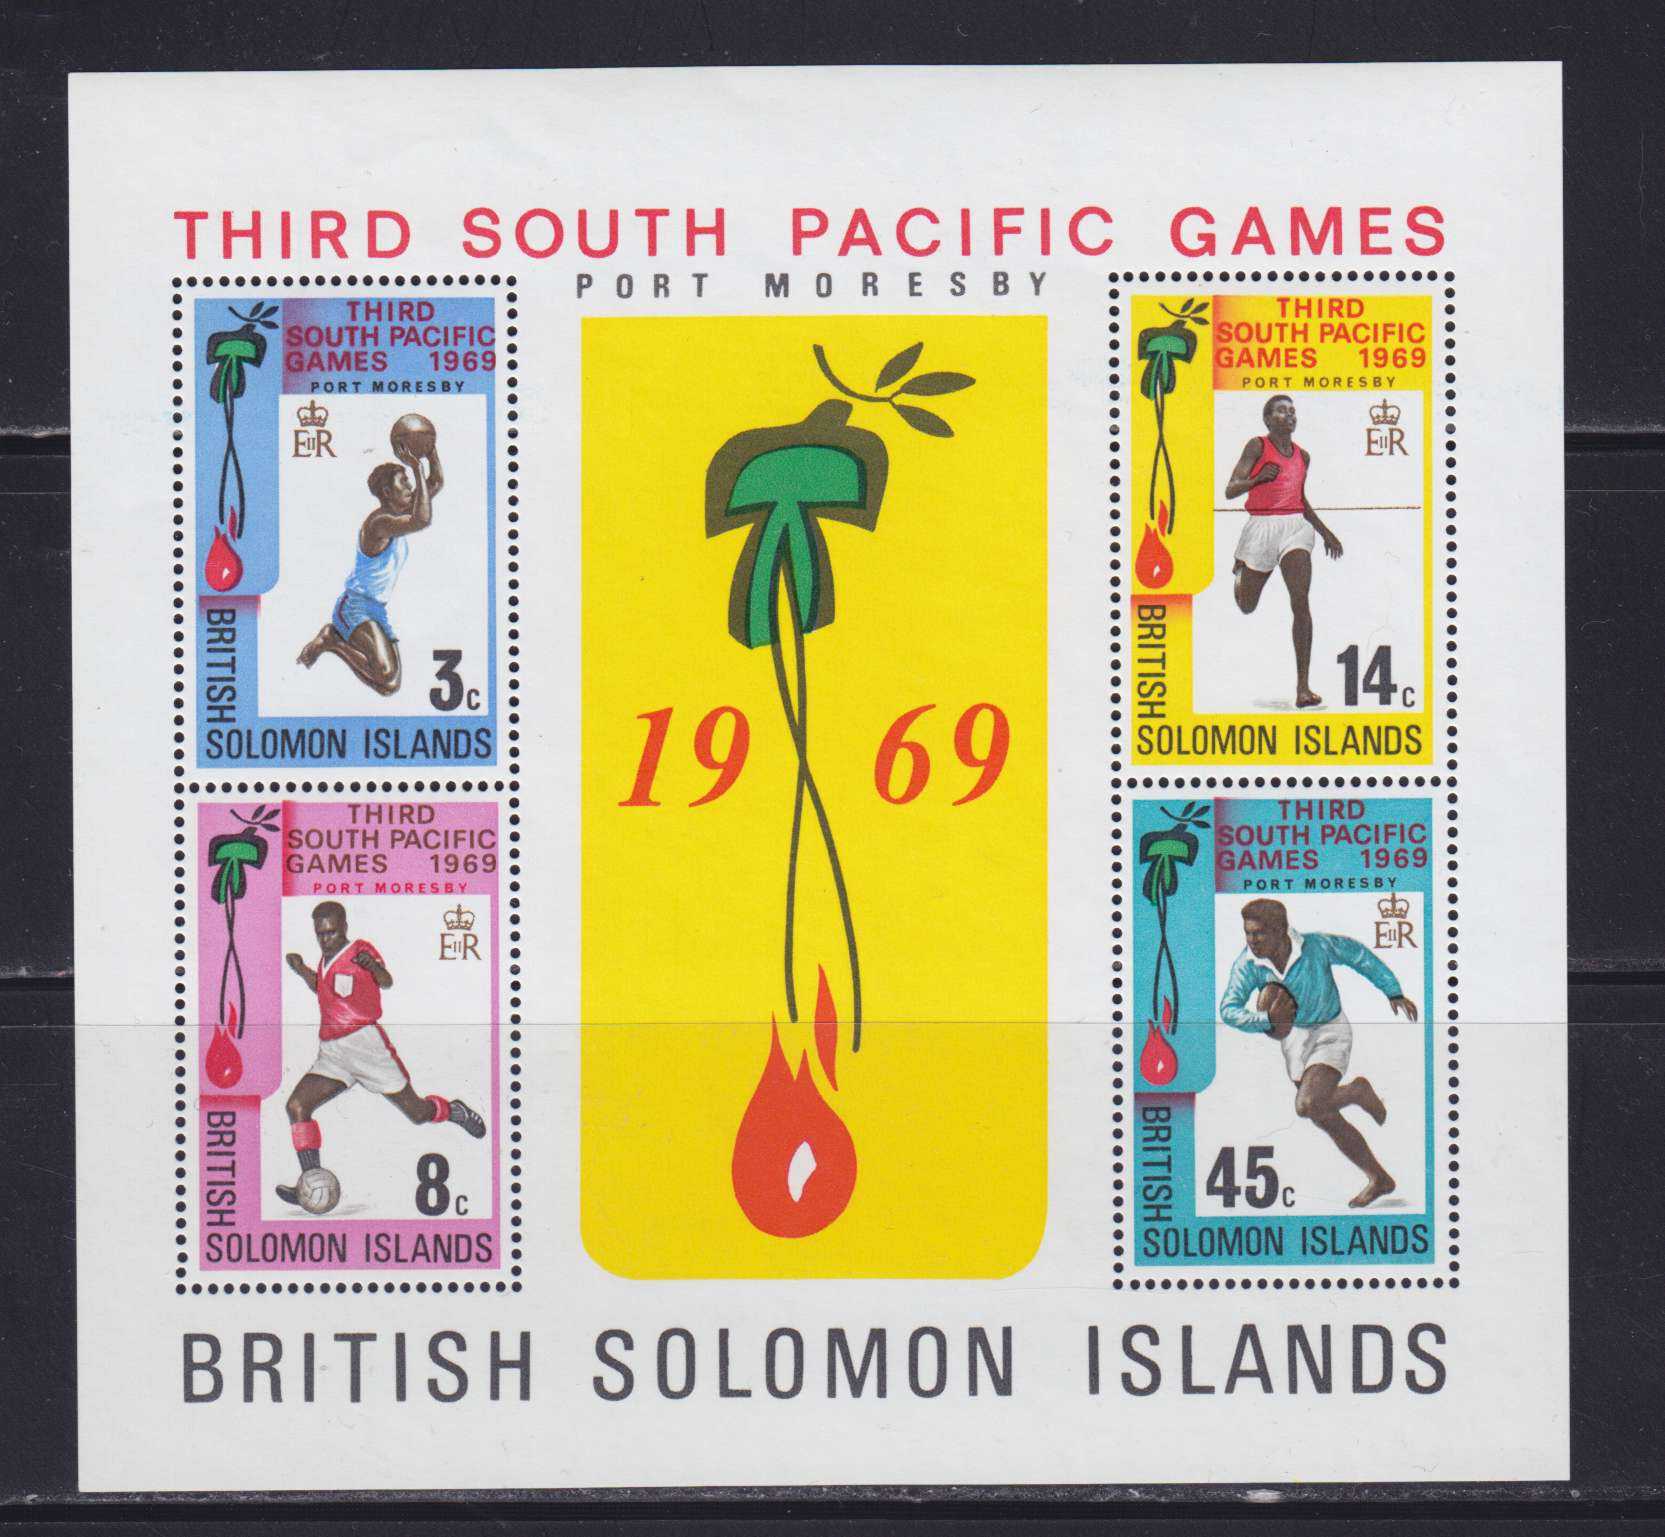 THIRD SOUTH PACIFIC GAMES
PORT MORESBY
THIRD
SOUTH PACIFIC
GAMES 1969
PORT MORESBY
EIIR
3c
BRITISH
SOLOMON ISLANDS
THIRD
SOUTH PACIFIC
GAMES 1969
PORT MORESBY
EIIR
8c
BRITISH
SOLOMON ISLANDS
19 69
THIRD
SOUTH PACIFIC
GAMES 1969
PORT MORESBY
EIIR
14c
BRITISH
SOLOMON ISLANDS
THIRD
SOUTH PACIFIC
GAMES 1969
PORT MORESBY
EIIR
45c
BRITISH
SOLOMON ISLANDS
BRITISH SOLOMON ISLANDS